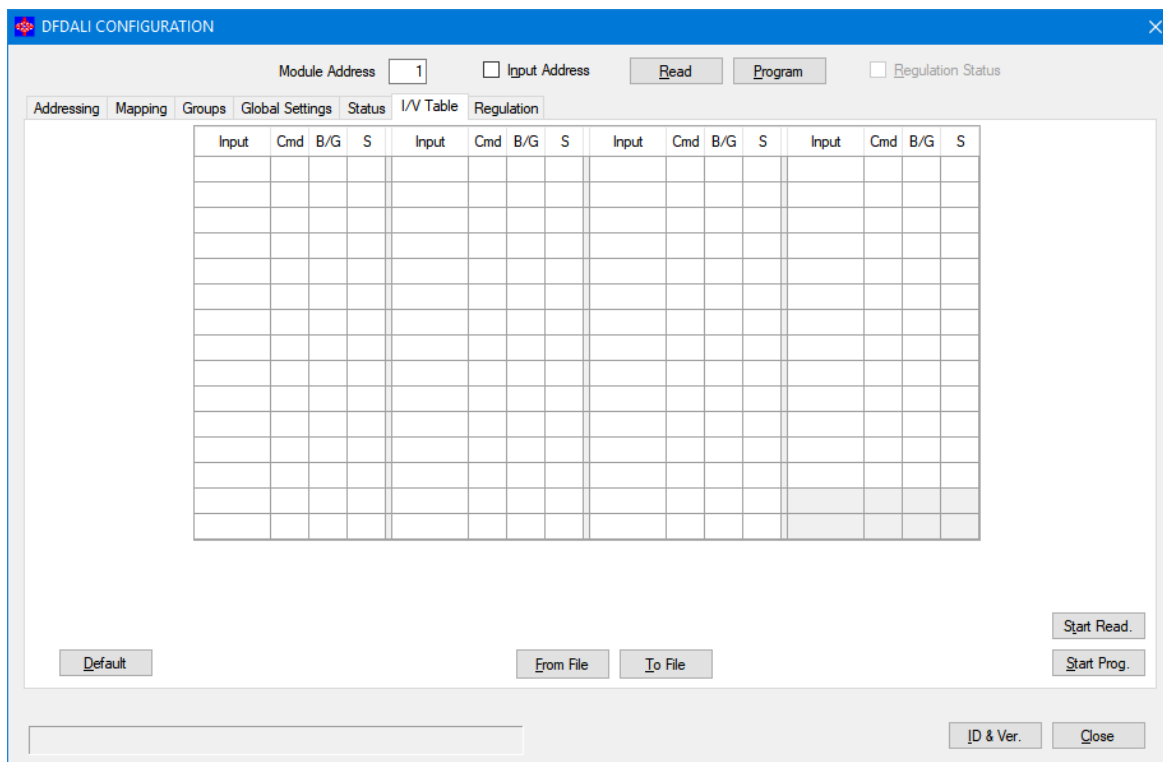 DFDALI CONFIGURATION
Module Address 1 Input Address Read Program Regulation Status
Addressing Mapping Groups Global Settings Status I/V Table Regulation
Input Cmd B/G S Input Cmd B/G S Input Cmd B/G S Input Cmd B/G S
Start Read.
Default From File To File Start Prog.
ID & Ver. Close